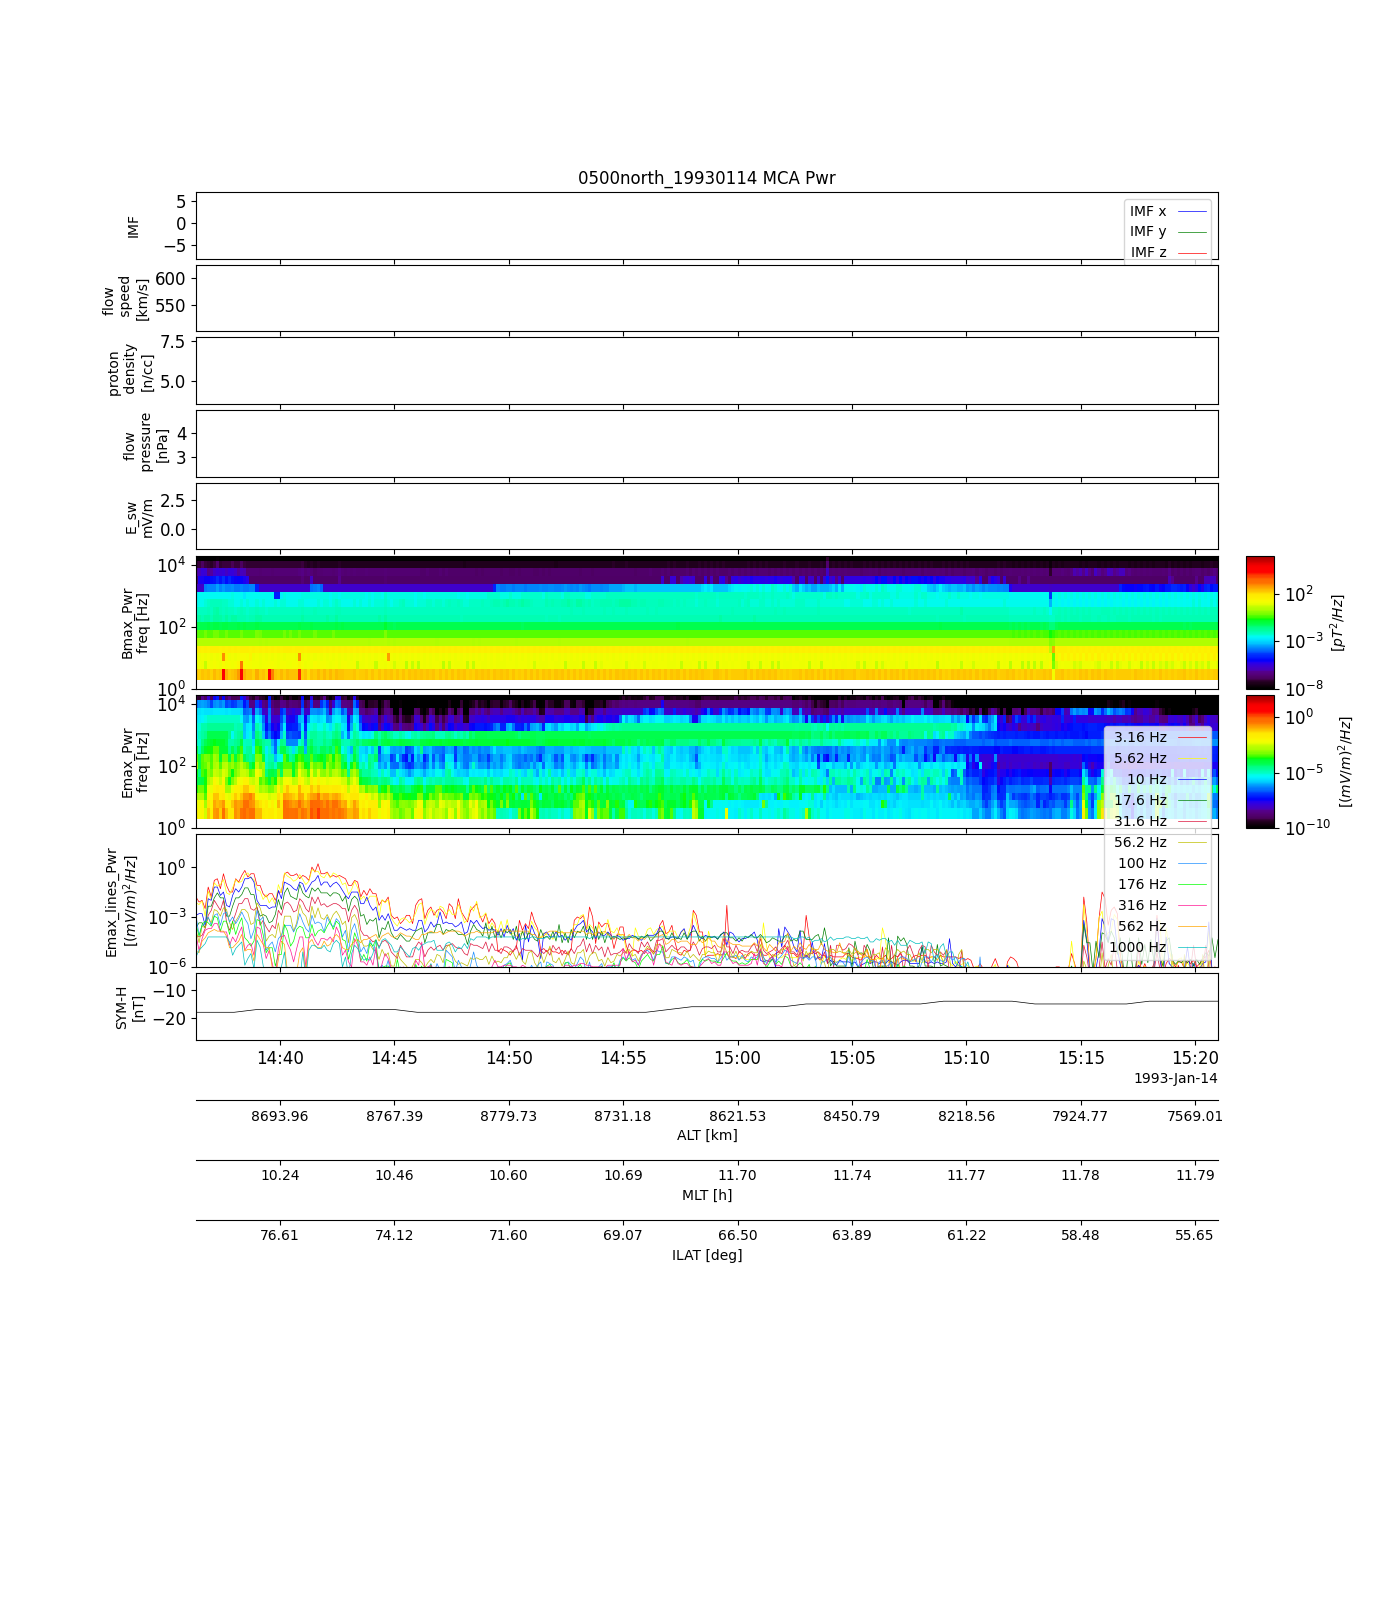 0500north_19930114 MCA Pwr
IMF
5
0
−5
IMF x
IMF y
IMF z
flow
speed
[km/s]
600
550
proton
density
[n/cc]
7.5
5.0
flow
pressure
[nPa]
4
3
E_sw
mV/m
2.5
0.0
Bmax_Pwr
freq [Hz]
10^4
10^2
10^0
10^2
10^−3
10^−8
[pT^2/Hz]
Emax_Pwr
freq [Hz]
10^4
10^2
10^0
10^0
10^−5
10^−10
[(mV/m)^2/Hz]
3.16 Hz
5.62 Hz
10 Hz
17.6 Hz
31.6 Hz
56.2 Hz
100 Hz
176 Hz
316 Hz
562 Hz
1000 Hz
Emax_lines_Pwr
[(mV/m)^2/Hz]
10^0
10^−3
10^−6
SYM-H
[nT]
−10
−20
14:40 14:45 14:50 14:55 15:00 15:05 15:10 15:15 15:20
1993-Jan-14
8693.96 8767.39 8779.73 8731.18 8621.53 8450.79 8218.56 7924.77 7569.01
ALT [km]
10.24 10.46 10.60 10.69 11.70 11.74 11.77 11.78 11.79
MLT [h]
76.61 74.12 71.60 69.07 66.50 63.89 61.22 58.48 55.65
ILAT [deg]